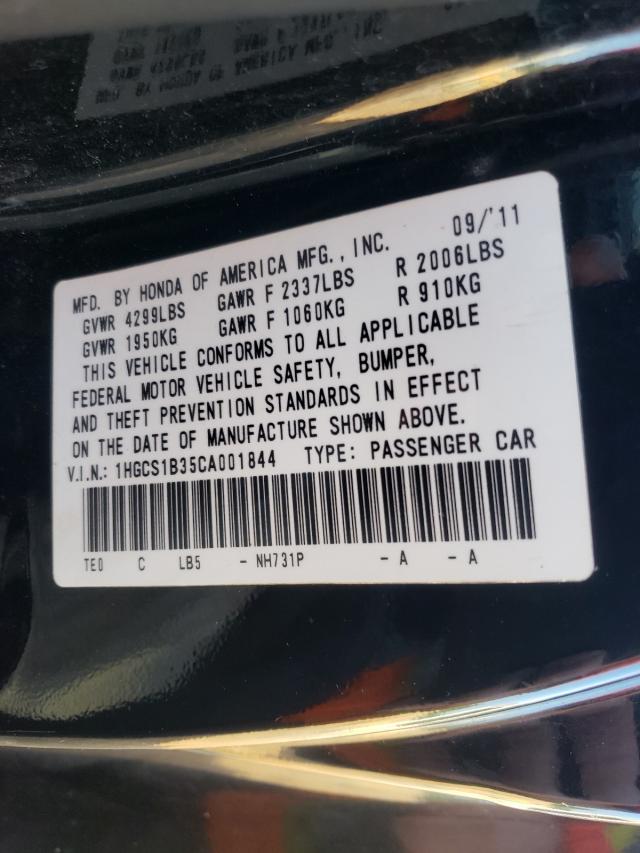 09/'11
MFD. BY HONDA OF AMERICA MFG., INC.
GVWR 4299LBS GAWR F 2337LBS R 2006LBS
GVWR 1950KG GAWR F 1060KG R 910KG
THIS VEHICLE CONFORMS TO ALL APPLICABLE
FEDERAL MOTOR VEHICLE SAFETY, BUMPER,
AND THEFT PREVENTION STANDARDS IN EFFECT
ON THE DATE OF MANUFACTURE SHOWN ABOVE.
V.I.N.: 1HGCS1B35CA001844 TYPE: PASSENGER CAR
TE0 C LB5 - NH731P - A - A